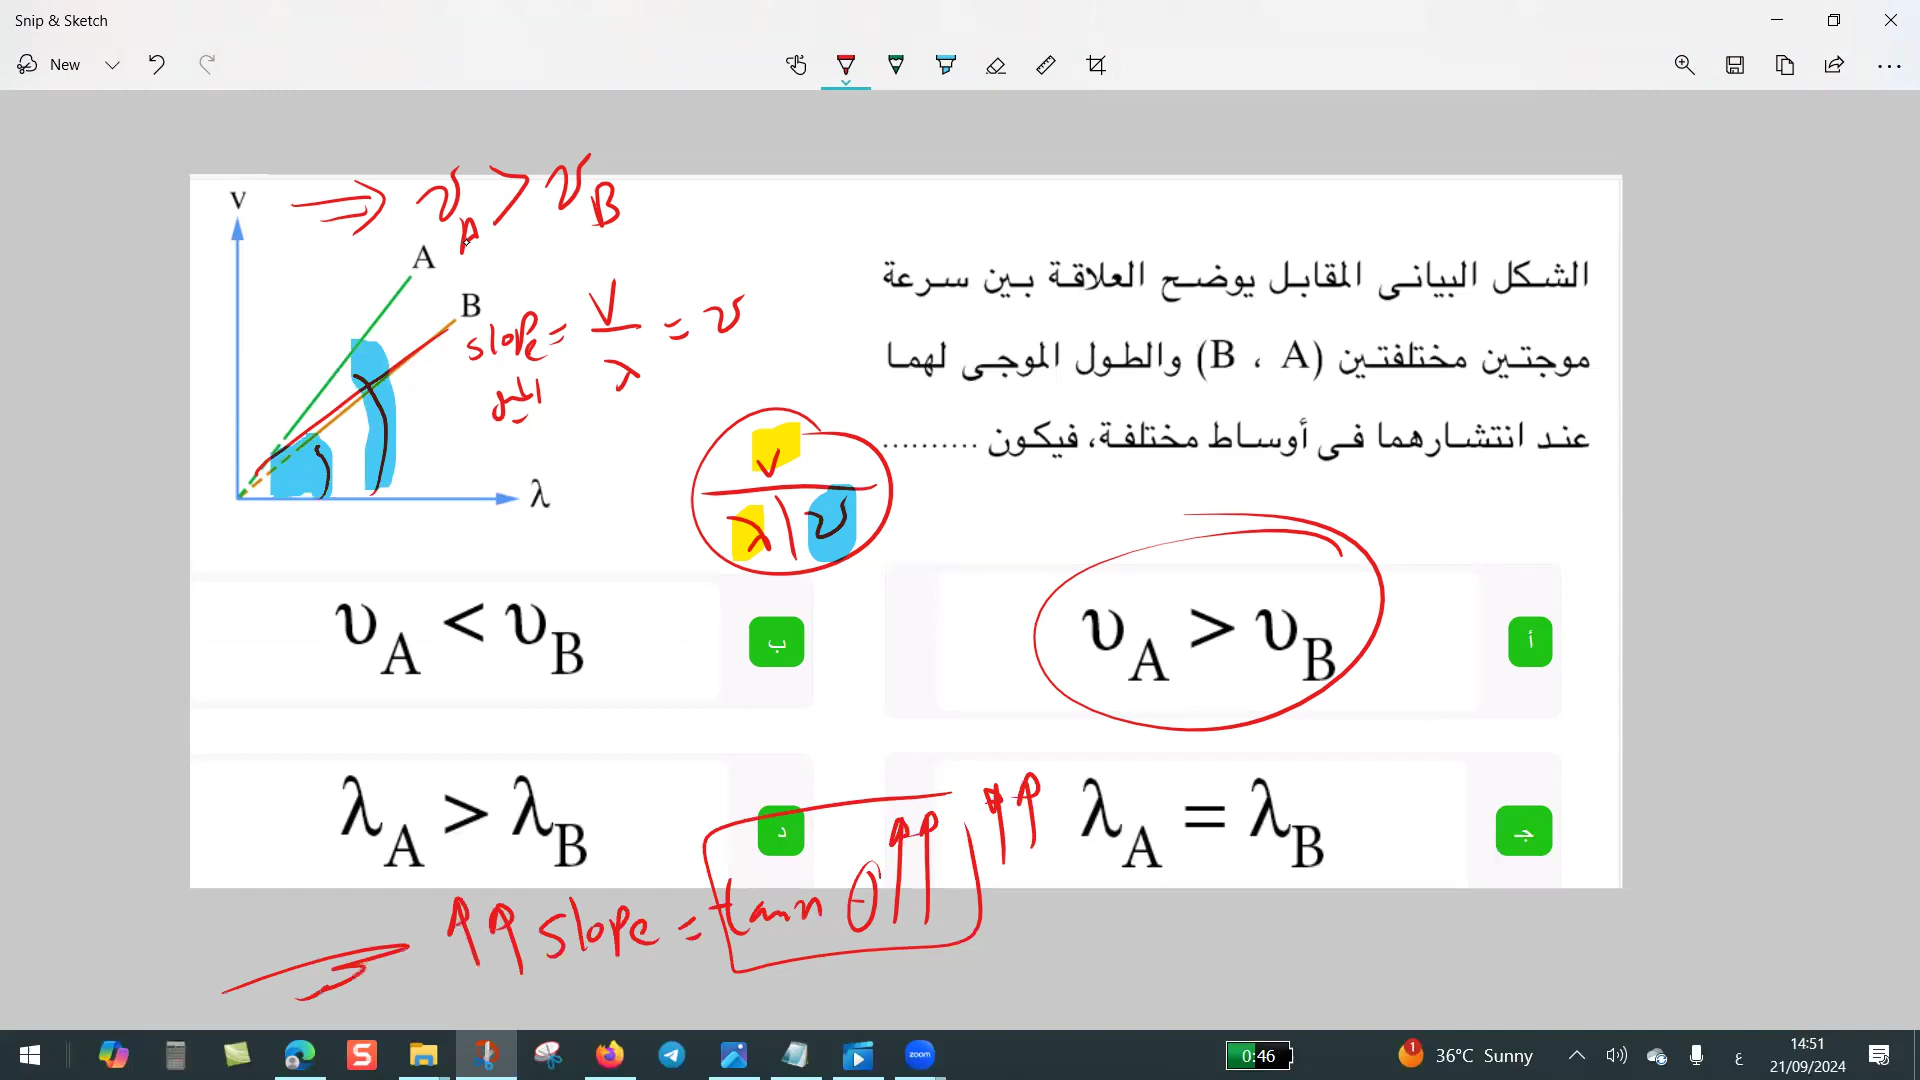 Snip & Sketch
New
V
⇒ υA > υB
A
B
slope = V/λ = υ
الميل
λ
V
λ | υ
الشكل البيانى المقابل يوضح العلاقة بين سرعة
موجتين مختلفتين (B ، A) والطول الموجى لهما
عند انتشارهما فى أوساط مختلفة، فيكون ..........
أ
υA > υB
ب
υA < υB
جـ
λA = λB
د
λA > λB
⇒ ↑↑ slope = tan θ ↑↑ ↑↑
zoom
0:46
1
36°C Sunny
ع
14:51
21/09/2024